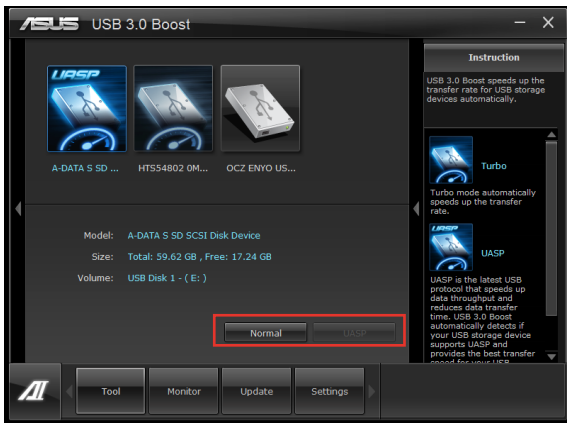 ASUS USB 3.0 Boost
UASP
A-DATA S SD ...
HTS54802 0M...
OCZ ENYO US...
Model: A-DATA S SD SCSI Disk Device
Size: Total: 59.62 GB , Free: 17.24 GB
Volume: USB Disk 1 - ( E: )
Normal
UASP
Instruction
USB 3.0 Boost speeds up the
transfer rate for USB storage
devices automatically.
Turbo
Turbo mode automatically
speeds up the transfer
rate.
UASP
UASP
UASP is the latest USB
protocol that speeds up
data throughput and
reduces data transfer
time. USB 3.0 Boost
automatically detects if
your USB storage device
supports UASP and
provides the best transfer
speed for your USB
Tool
Monitor
Update
Settings